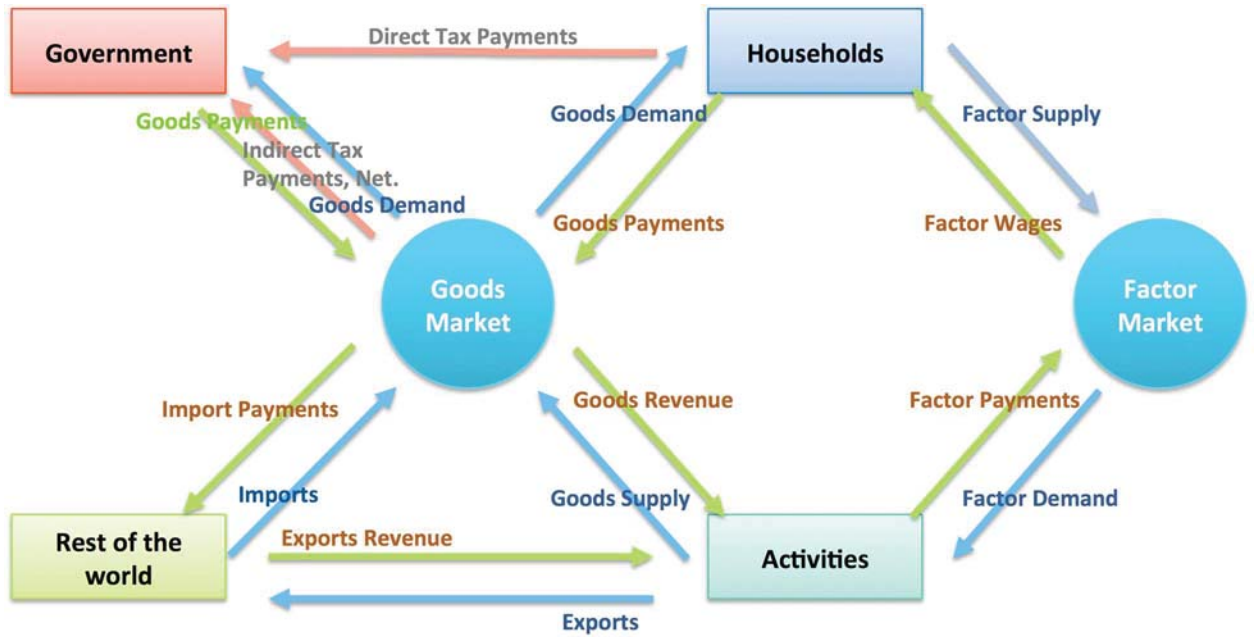 Government
Direct Tax Payments
Households
Goods Payments
Indirect Tax
Payments, Net.
Goods Demand
Goods Demand
Factor Supply
Goods Payments
Factor Wages
Goods
Market
Factor
Market
Import Payments
Goods Revenue
Factor Payments
Imports
Goods Supply
Factor Demand
Rest of the
world
Exports Revenue
Activities
Exports